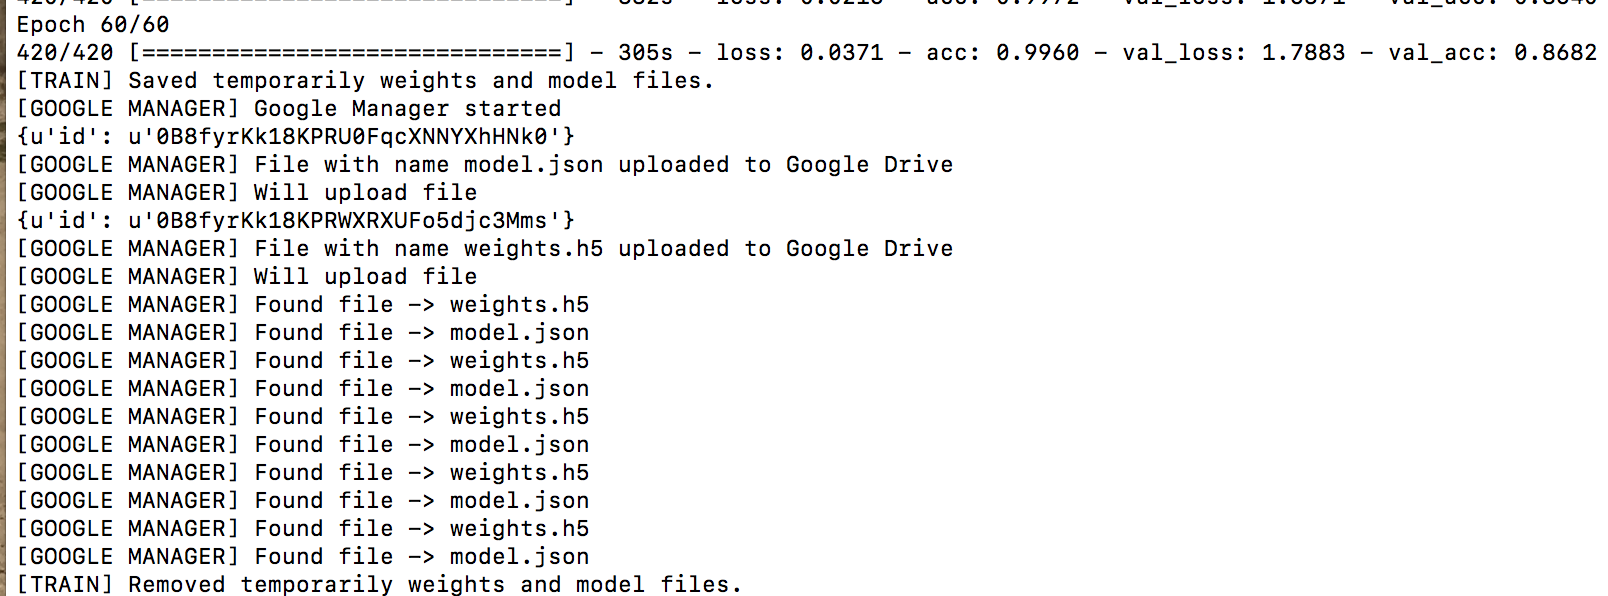 Epoch 60/60
420/420 [==============================] - 305s - loss: 0.0371 - acc: 0.9960 - val_loss: 1.7883 - val_acc: 0.8682
[TRAIN] Saved temporarily weights and model files.
[GOOGLE MANAGER] Google Manager started
{u'id': u'0B8fyrKk18KPRU0FqcXNNYXhHNk0'}
[GOOGLE MANAGER] File with name model.json uploaded to Google Drive
[GOOGLE MANAGER] Will upload file
{u'id': u'0B8fyrKk18KPRWXRXUFo5djc3Mms'}
[GOOGLE MANAGER] File with name weights.h5 uploaded to Google Drive
[GOOGLE MANAGER] Will upload file
[GOOGLE MANAGER] Found file -> weights.h5
[GOOGLE MANAGER] Found file -> model.json
[GOOGLE MANAGER] Found file -> weights.h5
[GOOGLE MANAGER] Found file -> model.json
[GOOGLE MANAGER] Found file -> weights.h5
[GOOGLE MANAGER] Found file -> model.json
[GOOGLE MANAGER] Found file -> weights.h5
[GOOGLE MANAGER] Found file -> model.json
[GOOGLE MANAGER] Found file -> weights.h5
[GOOGLE MANAGER] Found file -> model.json
[TRAIN] Removed temporarily weights and model files.